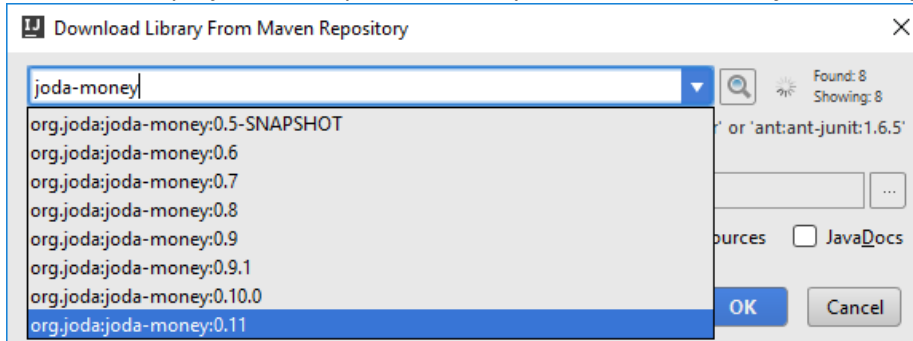 Download Library From Maven Repository
joda-money
Found: 8
Showing: 8
org.joda:joda-money:0.5-SNAPSHOT
' or 'ant:ant-junit:1.6.5'
org.joda:joda-money:0.6
org.joda:joda-money:0.7
org.joda:joda-money:0.8
...
org.joda:joda-money:0.9
ources
JavaDocs
org.joda:joda-money:0.9.1
org.joda:joda-money:0.10.0
OK
Cancel
org.joda:joda-money:0.11